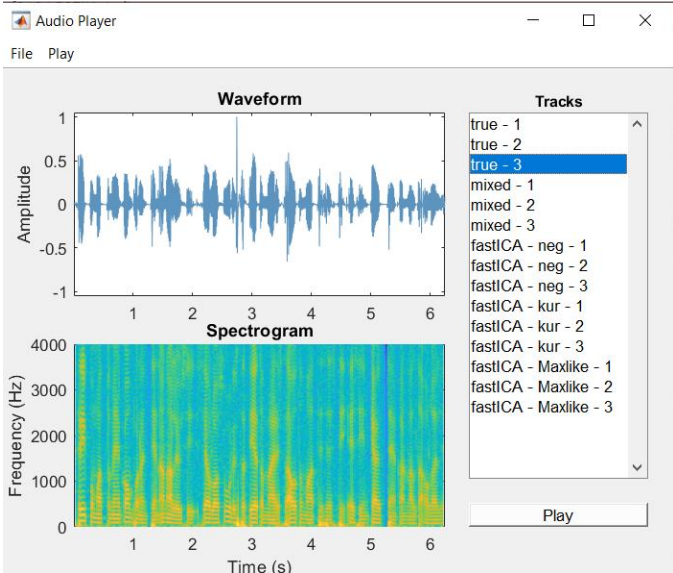 Audio Player
File Play
Waveform
Amplitude
1
0.5
0
-0.5
-1
1 2 3 4 5 6
Spectrogram
Frequency (Hz)
4000
3000
2000
1000
0
1 2 3 4 5 6
Time (s)
Tracks
true - 1
true - 2
true - 3
mixed - 1
mixed - 2
mixed - 3
fastICA - neg - 1
fastICA - neg - 2
fastICA - neg - 3
fastICA - kur - 1
fastICA - kur - 2
fastICA - kur - 3
fastICA - Maxlike - 1
fastICA - Maxlike - 2
fastICA - Maxlike - 3
Play